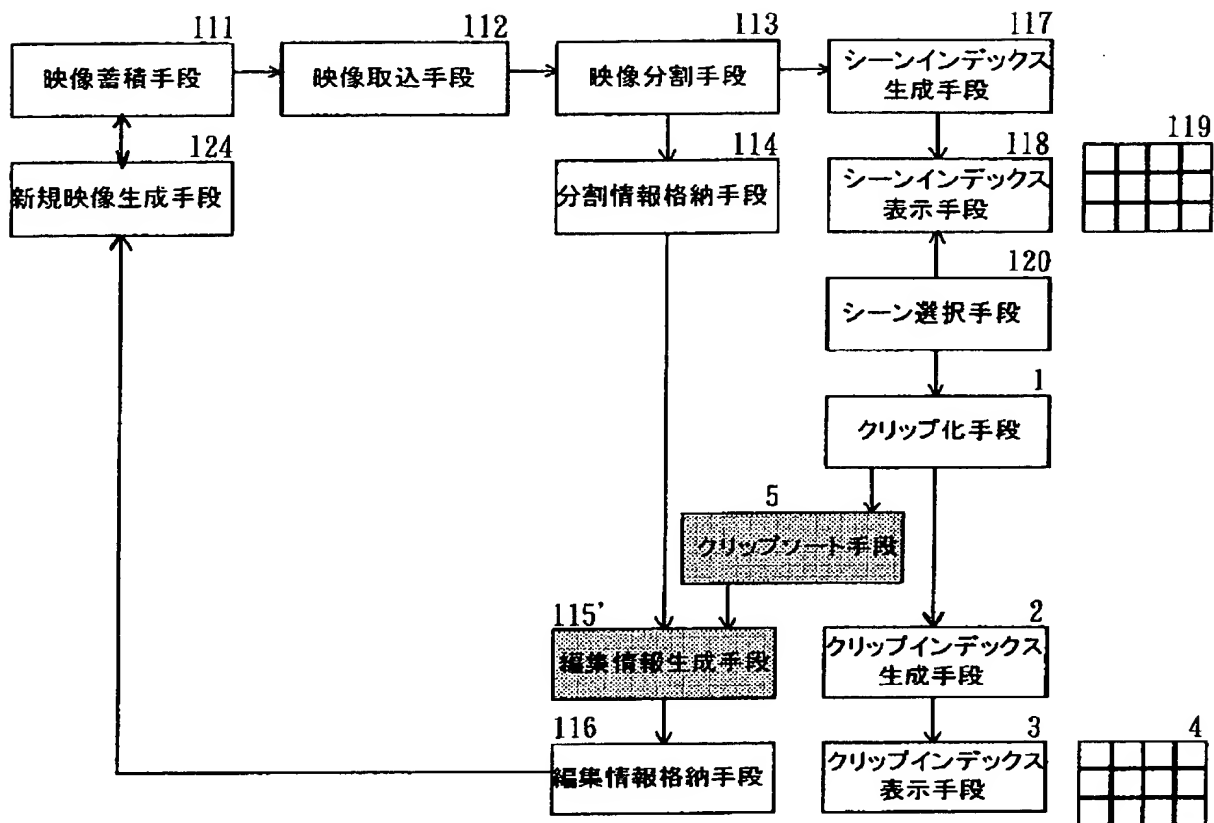 111
映像蓄積手段
112
映像取込手段
113
映像分割手段
117
シーンインデックス
生成手段
124
新規映像生成手段
114
分割情報格納手段
118
シーンインデックス
表示手段
119
120
シーン選択手段
1
クリップ化手段
5
クリップソート手段
115'
編集情報生成手段
2
クリップインデックス
生成手段
116
編集情報格納手段
3
クリップインデックス
表示手段
4